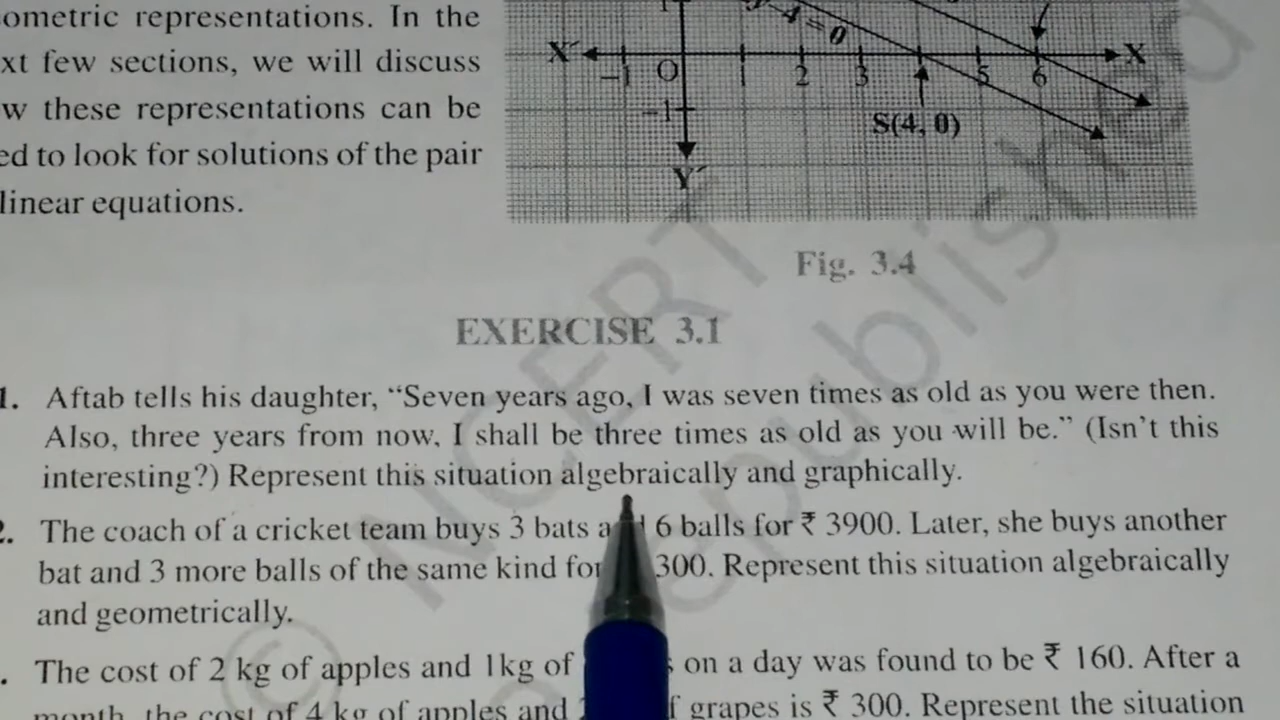 ometric representations. In the
xt few sections, we will discuss
w these representations can be
ed to look for solutions of the pair
linear equations.
4 = 0
X´ –1 O 1 2 3 5 6 X
–1
S(4, 0)
Y´
Fig. 3.4
EXERCISE 3.1
1. Aftab tells his daughter, “Seven years ago, I was seven times as old as you were then.
Also, three years from now, I shall be three times as old as you will be.” (Isn’t this
interesting?) Represent this situation algebraically and graphically.
2. The coach of a cricket team buys 3 bats a 6 balls for ₹ 3900. Later, she buys another
bat and 3 more balls of the same kind for 300. Represent this situation algebraically
and geometrically.
. The cost of 2 kg of apples and 1kg of on a day was found to be ₹ 160. After a
month, the cost of 4 kg of apples and f grapes is ₹ 300. Represent the situation
© NCERT
republished